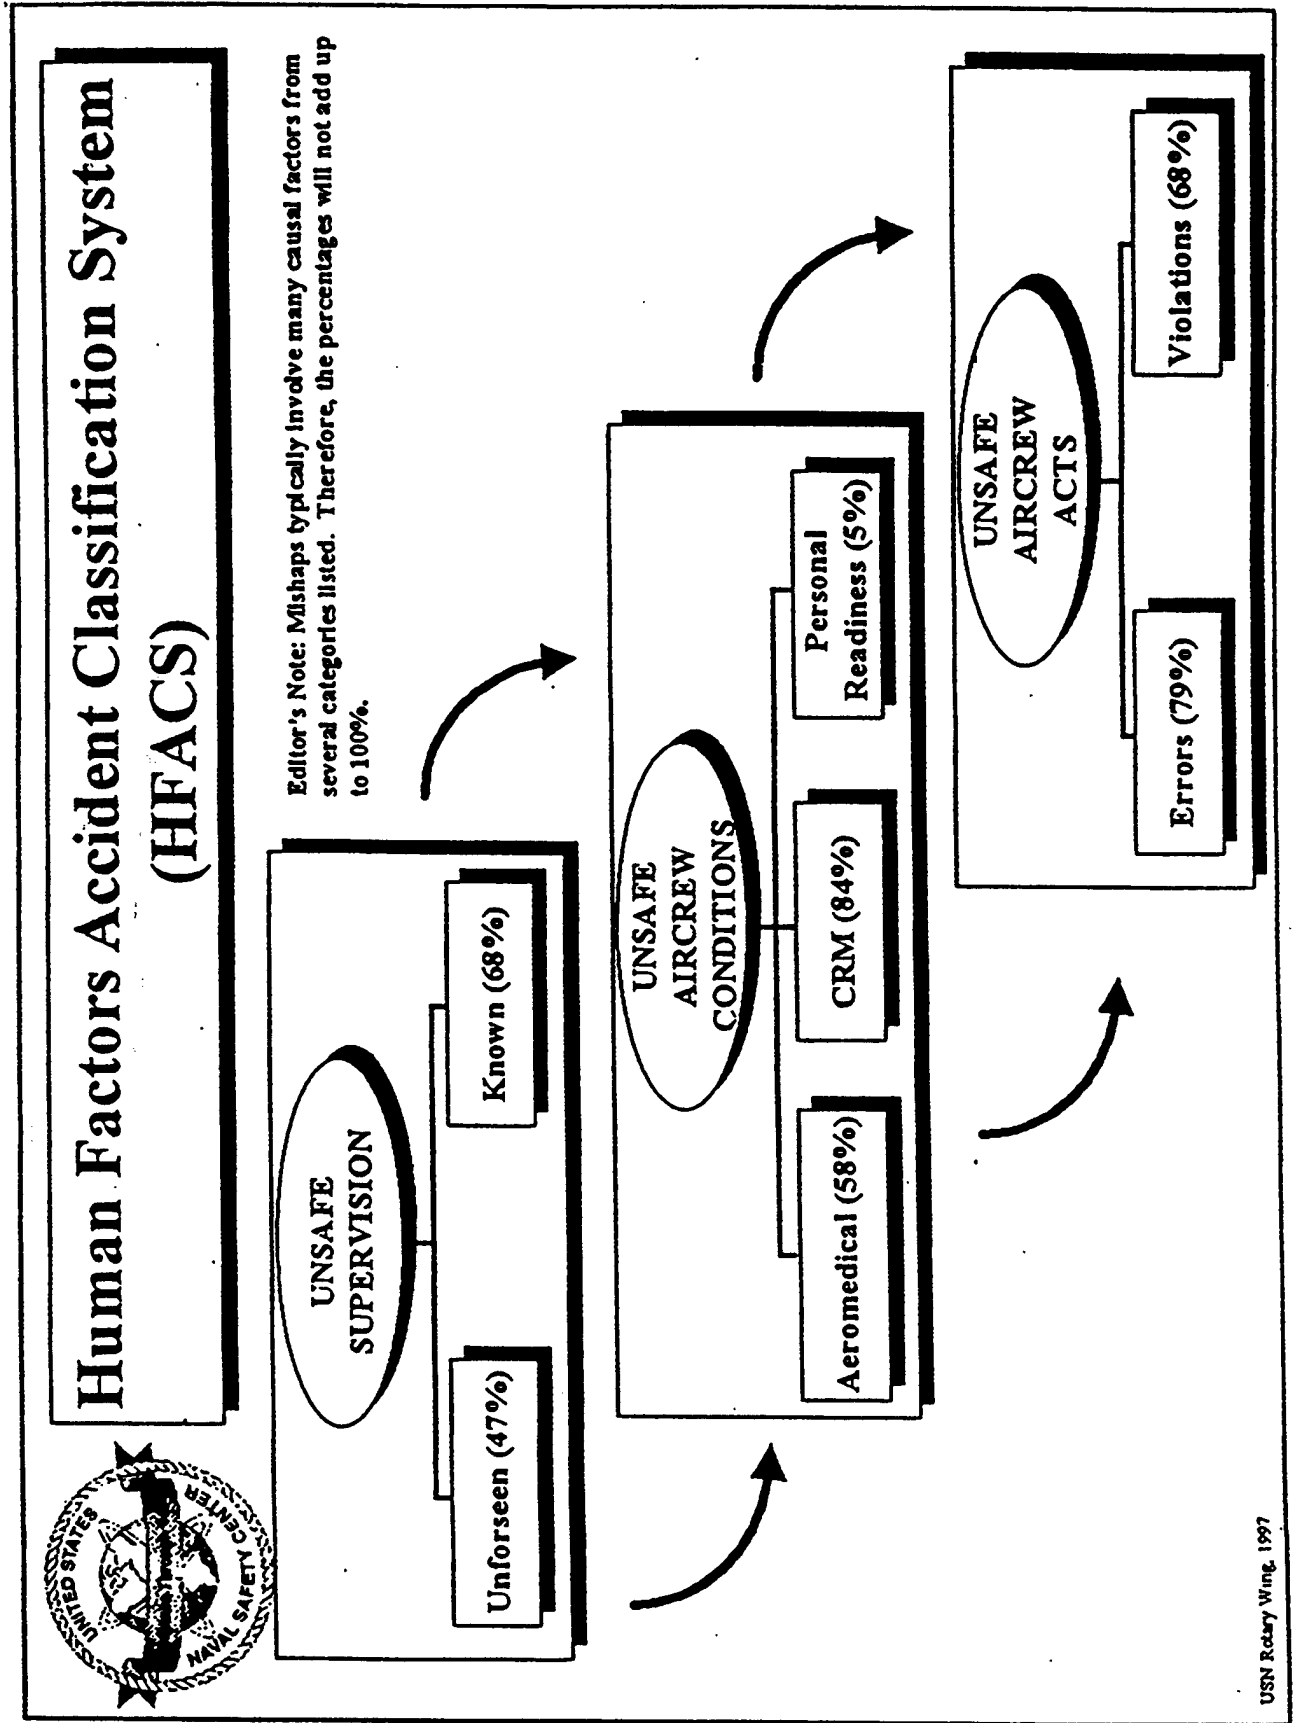 Human Factors Accident Classification System
(HFACS)
UNITED STATES
NAVAL SAFETY CENTER
Editor's Note: Mishaps typically involve many causal factors from
several categories listed. Therefore, the percentages will not add up
to 100%.
UNSAFE
SUPERVISION
Unforseen (47%)
Known (68%)
UNSAFE
AIRCREW
CONDITIONS
Aeromedical (58%)
CRM (84%)
Personal
Readiness (5%)
UNSAFE
AIRCREW
ACTS
Errors (79%)
Violations (68%)
USN Rotary Wing, 1997